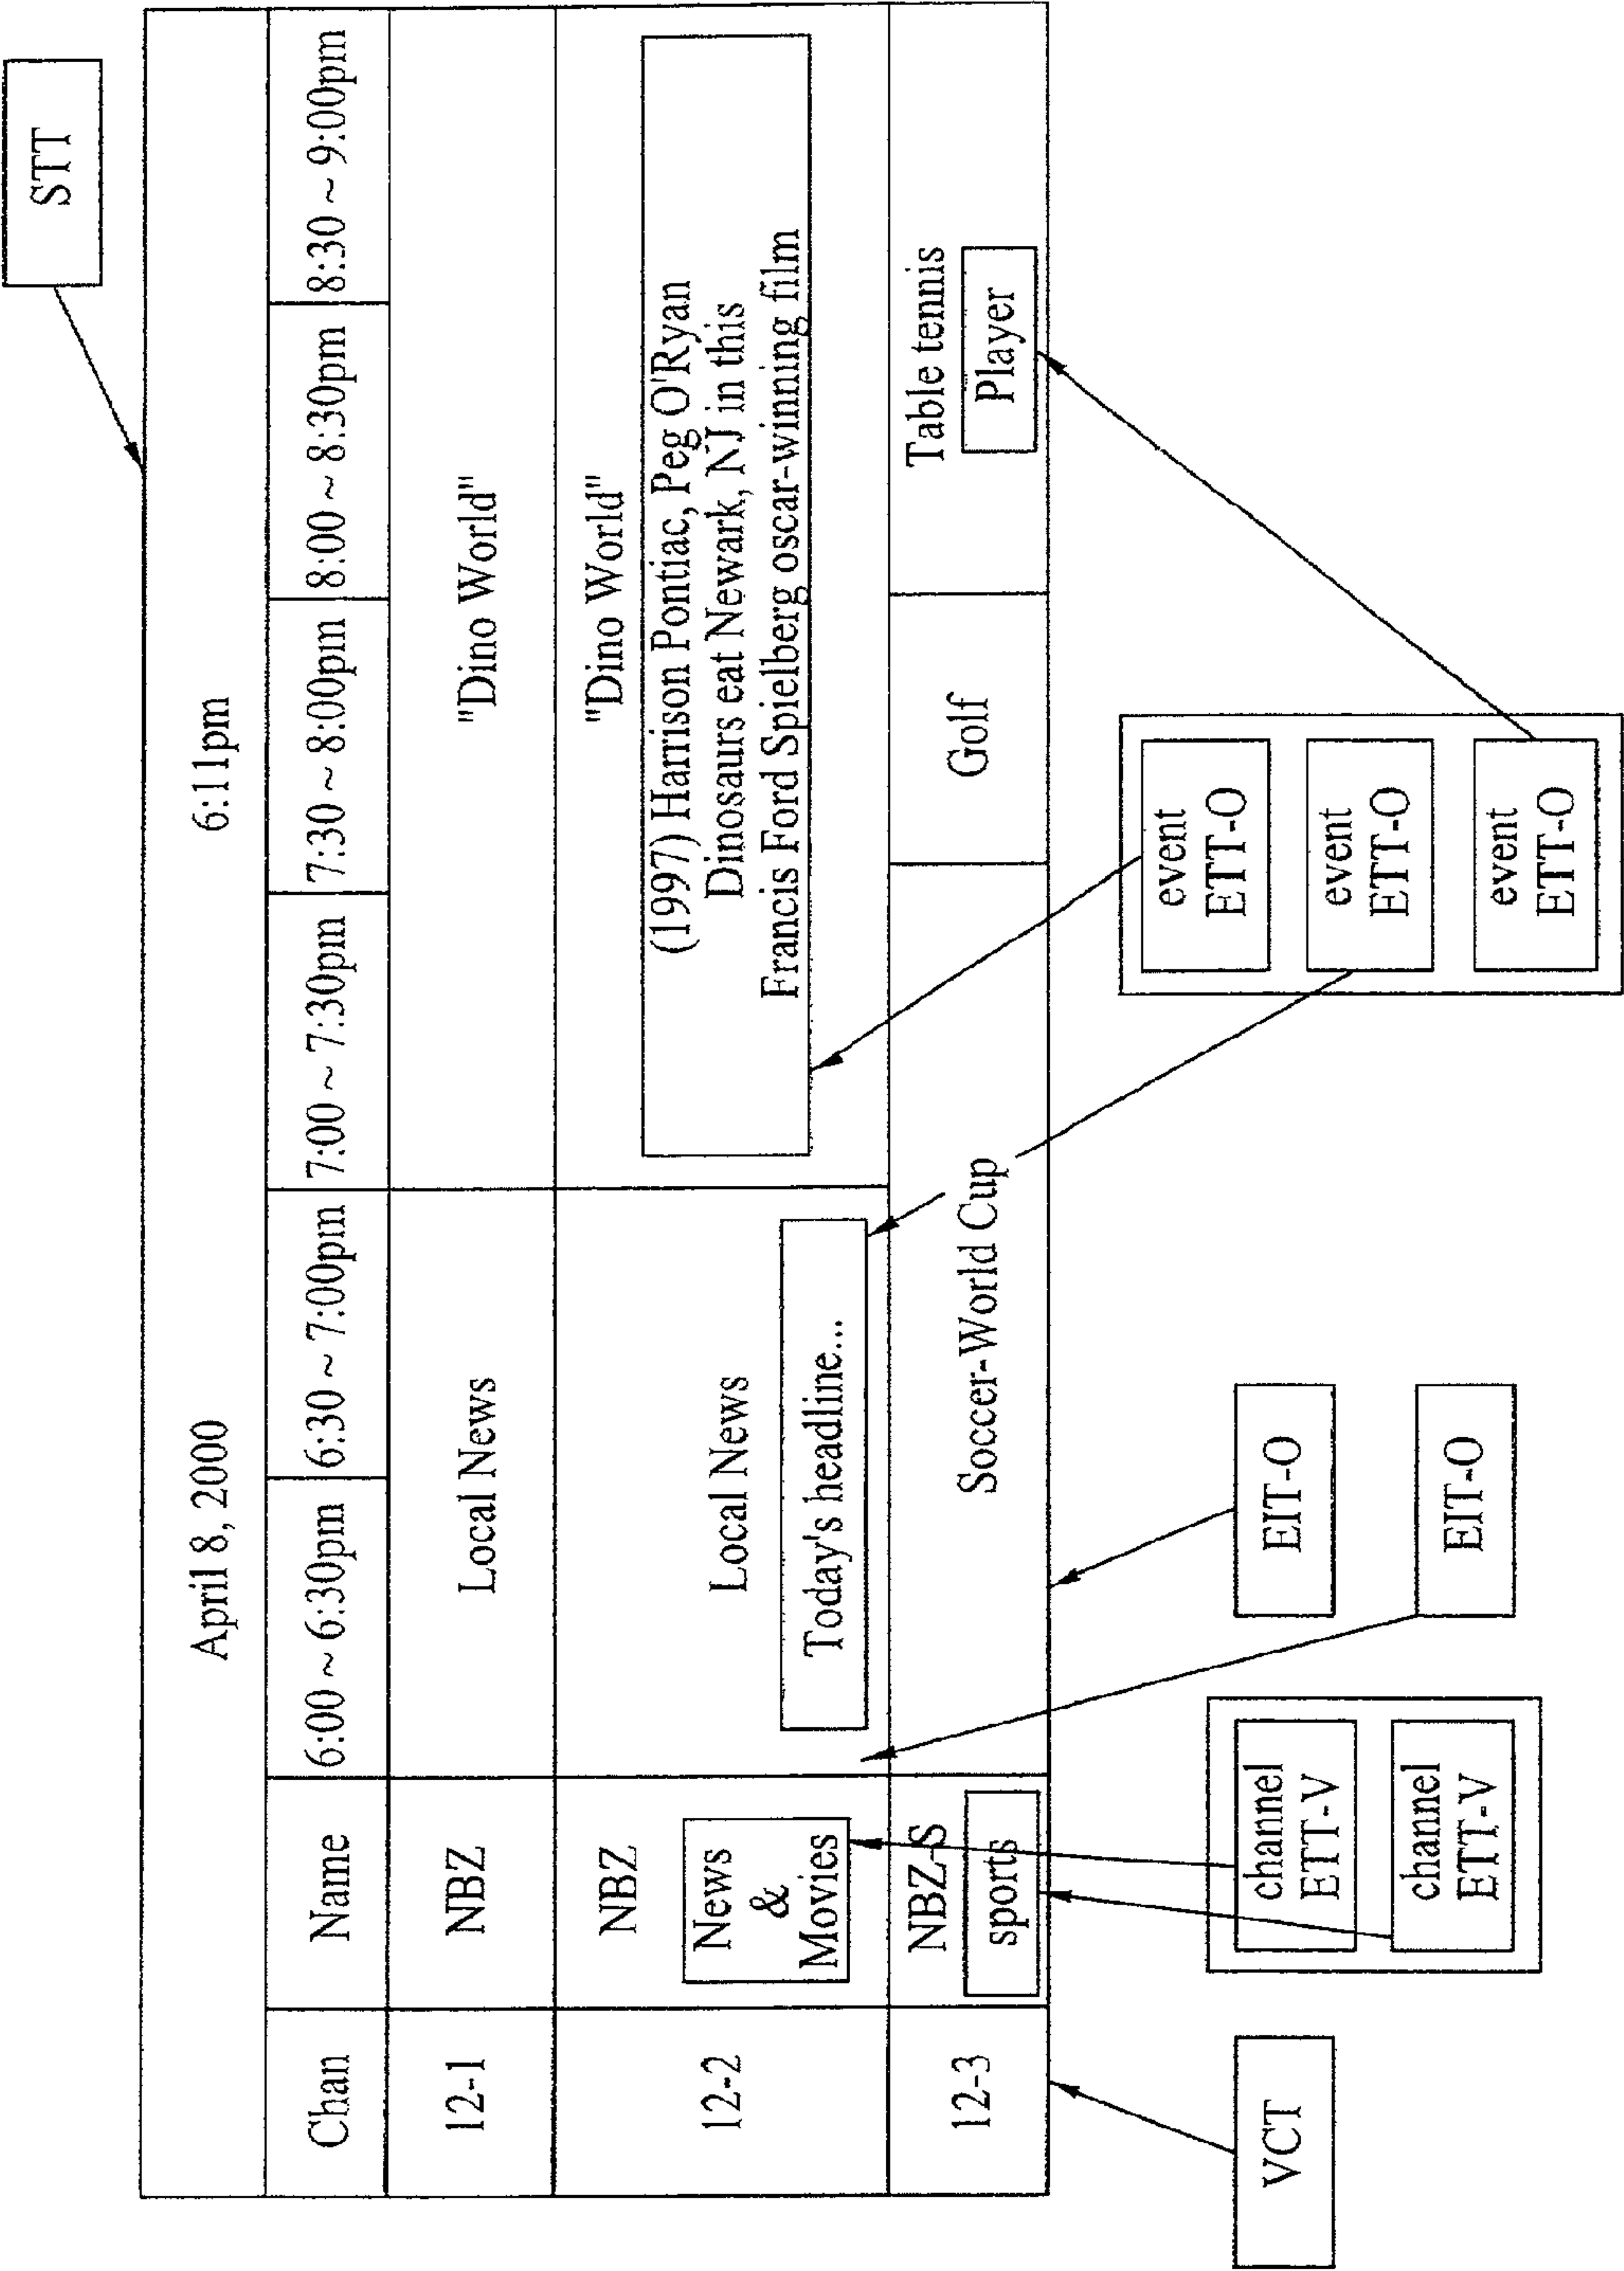 STT
April 8, 2000
6:11pm
Chan
Name
6:00 ~ 6:30pm
6:30 ~ 7:00pm
7:00 ~ 7:30pm
7:30 ~ 8:00pm
8:00 ~ 8:30pm
8:30 ~ 9:00pm
12-1
NBZ
Local News
"Dino World"
12-2
NBZ
News
&
Movies
Local News
Today's headline...
"Dino World"
(1997) Harrison Pontiac, Peg O'Ryan
Dinosaurs eat Newark, NJ in this
Francis Ford Spielberg oscar-winning film
12-3
NBZ-S
sports
Soccer-World Cup
Golf
Table tennis
Player
VCT
channel
ETT-V
channel
ETT-V
EIT-O
EIT-O
event
ETT-O
event
ETT-O
event
ETT-O